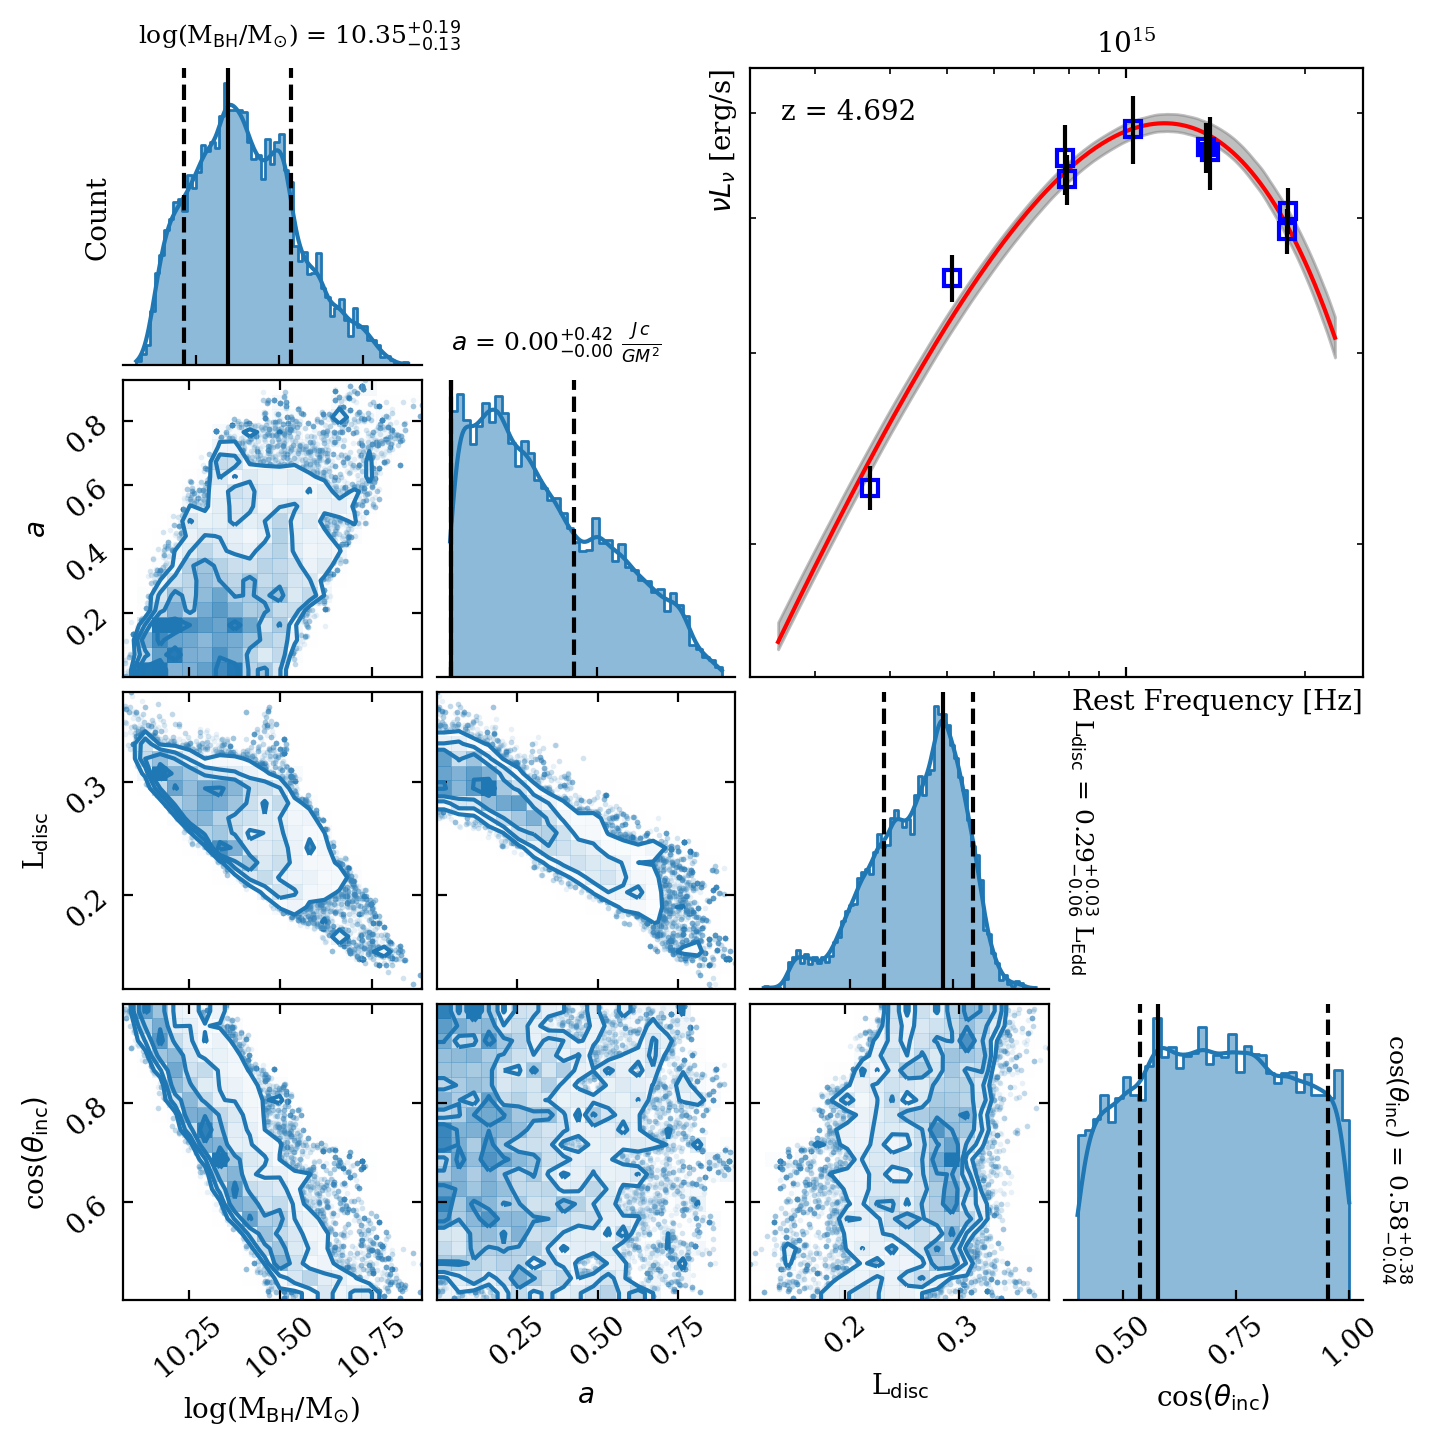 log(M_BH/M_⊙) = 10.35^{+0.19}_{−0.13}
10^{15}
Count
νL_ν [erg/s]
z = 4.692
a = 0.00^{+0.42}_{−0.00} \frac{J c}{GM^2}
a
0.8
0.6
0.4
0.2
Rest Frequency [Hz]
L_disc
0.3
0.2
L_disc = 0.29^{+0.03}_{−0.06} L_Edd
cos(θ_inc)
0.8
0.6
cos(θ_inc) = 0.58^{+0.38}_{−0.04}
10.25
10.50
10.75
0.25
0.50
0.75
0.2
0.3
0.50
0.75
1.00
log(M_BH/M_⊙)
a
L_disc
cos(θ_inc)